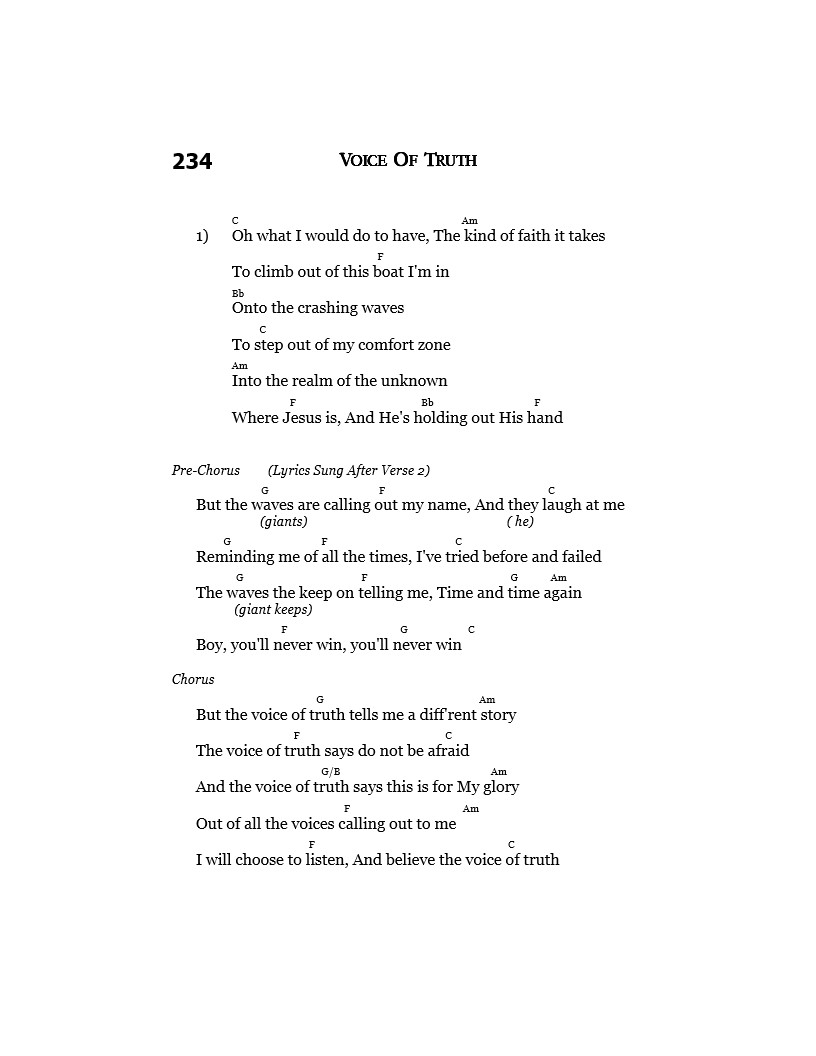 234 VOICE OF TRUTH
C Am
1) Oh what I would do to have, The kind of faith it takes
F
To climb out of this boat I'm in
Bb
Onto the crashing waves
C
To step out of my comfort zone
Am
Into the realm of the unknown
F Bb F
Where Jesus is, And He's holding out His hand
Pre-Chorus (Lyrics Sung After Verse 2)
G F C
But the waves are calling out my name, And they laugh at me
(giants) ( he)
G F C
Reminding me of all the times, I've tried before and failed
G F G Am
The waves the keep on telling me, Time and time again
(giant keeps)
F G C
Boy, you'll never win, you'll never win
Chorus
G Am
But the voice of truth tells me a diff'rent story
F C
The voice of truth says do not be afraid
G/B Am
And the voice of truth says this is for My glory
F Am
Out of all the voices calling out to me
F C
I will choose to listen, And believe the voice of truth